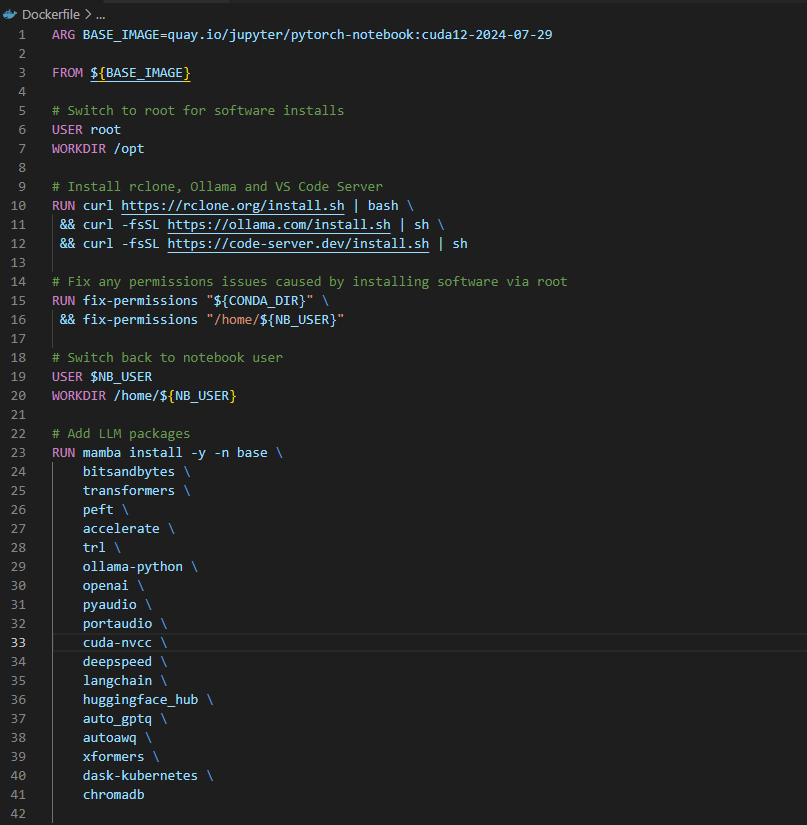 Dockerfile > ...
1 ARG BASE_IMAGE=quay.io/jupyter/pytorch-notebook:cuda12-2024-07-29
2
3 FROM ${BASE_IMAGE}
4
5 # Switch to root for software installs
6 USER root
7 WORKDIR /opt
8
9 # Install rclone, Ollama and VS Code Server
10 RUN curl https://rclone.org/install.sh | bash \
11  && curl -fsSL https://ollama.com/install.sh | sh \
12  && curl -fsSL https://code-server.dev/install.sh | sh
13
14 # Fix any permissions issues caused by installing software via root
15 RUN fix-permissions "${CONDA_DIR}" \
16  && fix-permissions "/home/${NB_USER}"
17
18 # Switch back to notebook user
19 USER $NB_USER
20 WORKDIR /home/${NB_USER}
21
22 # Add LLM packages
23 RUN mamba install -y -n base \
24     bitsandbytes \
25     transformers \
26     peft \
27     accelerate \
28     trl \
29     ollama-python \
30     openai \
31     pyaudio \
32     portaudio \
33     cuda-nvcc \
34     deepspeed \
35     langchain \
36     huggingface_hub \
37     auto_gptq \
38     autoawq \
39     xformers \
40     dask-kubernetes \
41     chromadb
42